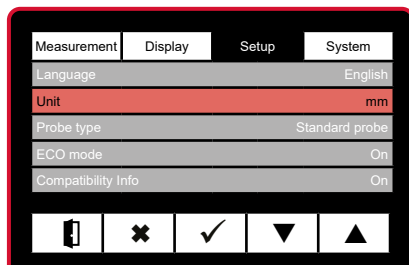 Measurement Display Setup System
Language English
Unit mm
Probe type Standard probe
ECO mode On
Compatibility Info On